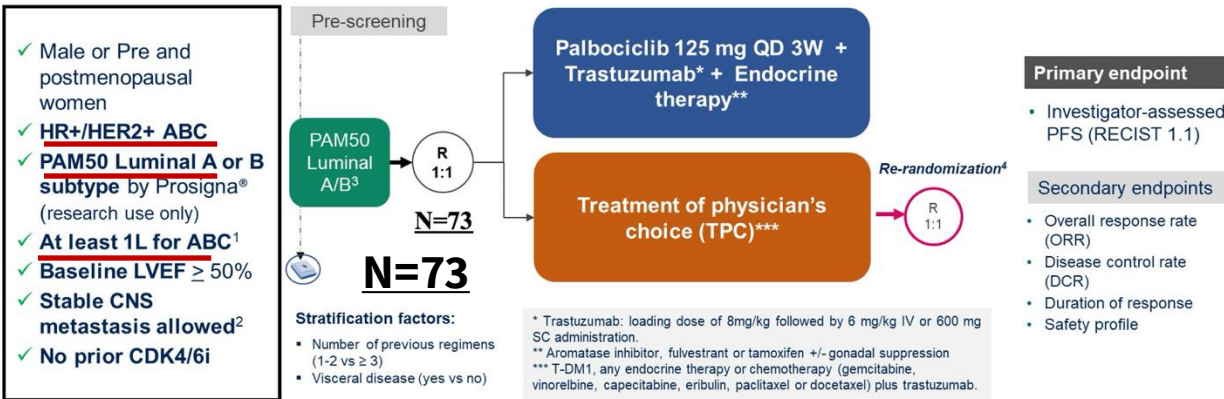 ✓ Male or Pre and
postmenopausal
women
✓ HR+/HER2+ ABC
✓ PAM50 Luminal A or B
subtype by Prosigna®
(research use only)
✓ At least 1L for ABC¹
✓ Baseline LVEF ≥ 50%
✓ Stable CNS
metastasis allowed²
✓ No prior CDK4/6i
Pre-screening
PAM50
Luminal
A/B³
R
1:1
N=73
N=73
Stratification factors:
▪ Number of previous regimens
(1-2 vs ≥ 3)
▪ Visceral disease (yes vs no)
Palbociclib 125 mg QD 3W +
Trastuzumab* + Endocrine
therapy**
Treatment of physician's
choice (TPC)***
Re-randomization⁴
R
1:1
* Trastuzumab: loading dose of 8mg/kg followed by 6 mg/kg IV or 600 mg
SC administration.
** Aromatase inhibitor, fulvestrant or tamoxifen +/- gonadal suppression
*** T-DM1, any endocrine therapy or chemotherapy (gemcitabine,
vinorelbine, capecitabine, eribulin, paclitaxel or docetaxel) plus trastuzumab.
Primary endpoint
• Investigator-assessed
PFS (RECIST 1.1)
Secondary endpoints
• Overall response rate
(ORR)
• Disease control rate
(DCR)
• Duration of response
• Safety profile